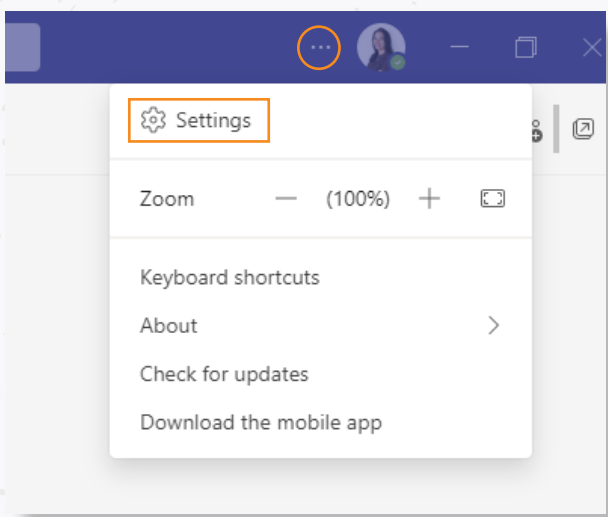 Settings
Zoom — (100%) +
Keyboard shortcuts
About
Check for updates
Download the mobile app